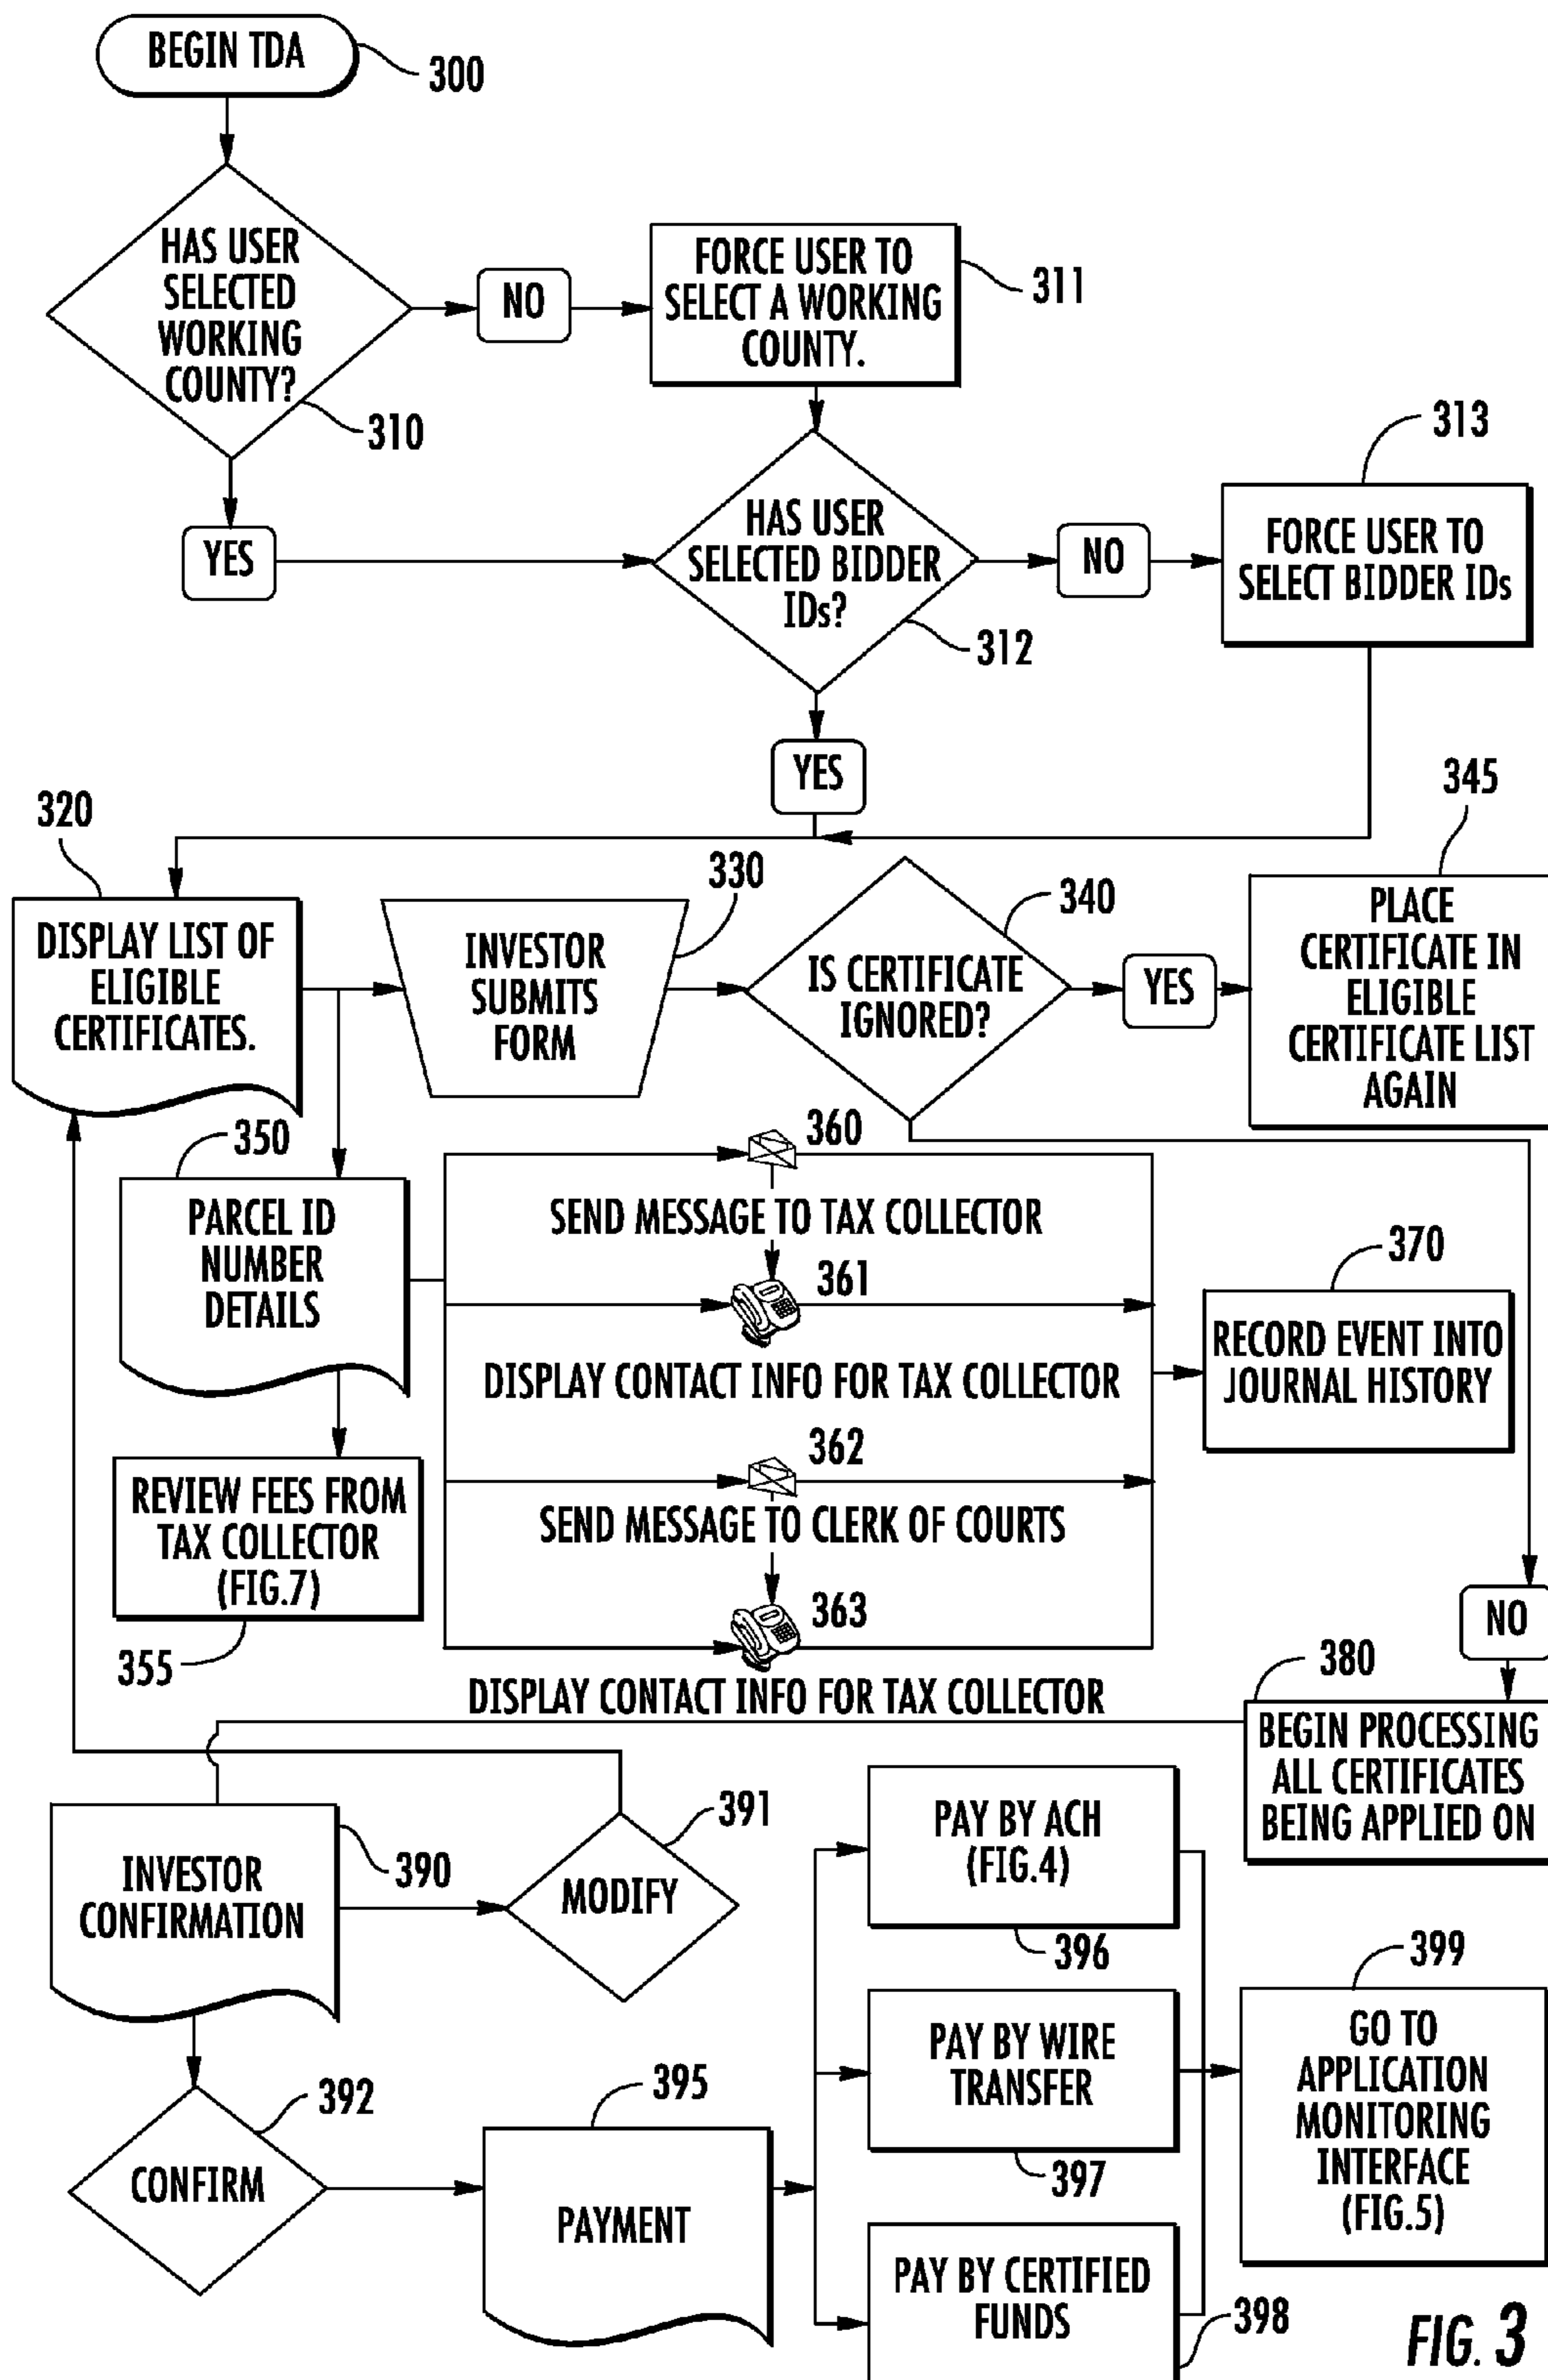 BEGIN TDA
300
HAS USER
SELECTED
WORKING
COUNTY?
310
NO
FORCE USER TO
SELECT A WORKING
COUNTY.
311
YES
HAS USER
SELECTED BIDDER
IDs?
312
NO
313
FORCE USER TO
SELECT BIDDER IDs
YES
320
DISPLAY LIST OF
ELIGIBLE
CERTIFICATES.
330
INVESTOR
SUBMITS
FORM
340
IS CERTIFICATE
IGNORED?
YES
345
PLACE
CERTIFICATE IN
ELIGIBLE
CERTIFICATE LIST
AGAIN
350
PARCEL ID
NUMBER
DETAILS
360
SEND MESSAGE TO TAX COLLECTOR
361
DISPLAY CONTACT INFO FOR TAX COLLECTOR
362
SEND MESSAGE TO CLERK OF COURTS
363
DISPLAY CONTACT INFO FOR TAX COLLECTOR
370
RECORD EVENT INTO
JOURNAL HISTORY
REVIEW FEES FROM
TAX COLLECTOR
(FIG.7)
355
NO
380
BEGIN PROCESSING
ALL CERTIFICATES
BEING APPLIED ON
INVESTOR
CONFIRMATION
390
MODIFY
391
CONFIRM
392
PAYMENT
395
PAY BY ACH
(FIG.4)
396
PAY BY WIRE
TRANSFER
397
PAY BY CERTIFIED
FUNDS
398
399
GO TO
APPLICATION
MONITORING
INTERFACE
(FIG.5)
FIG. 3